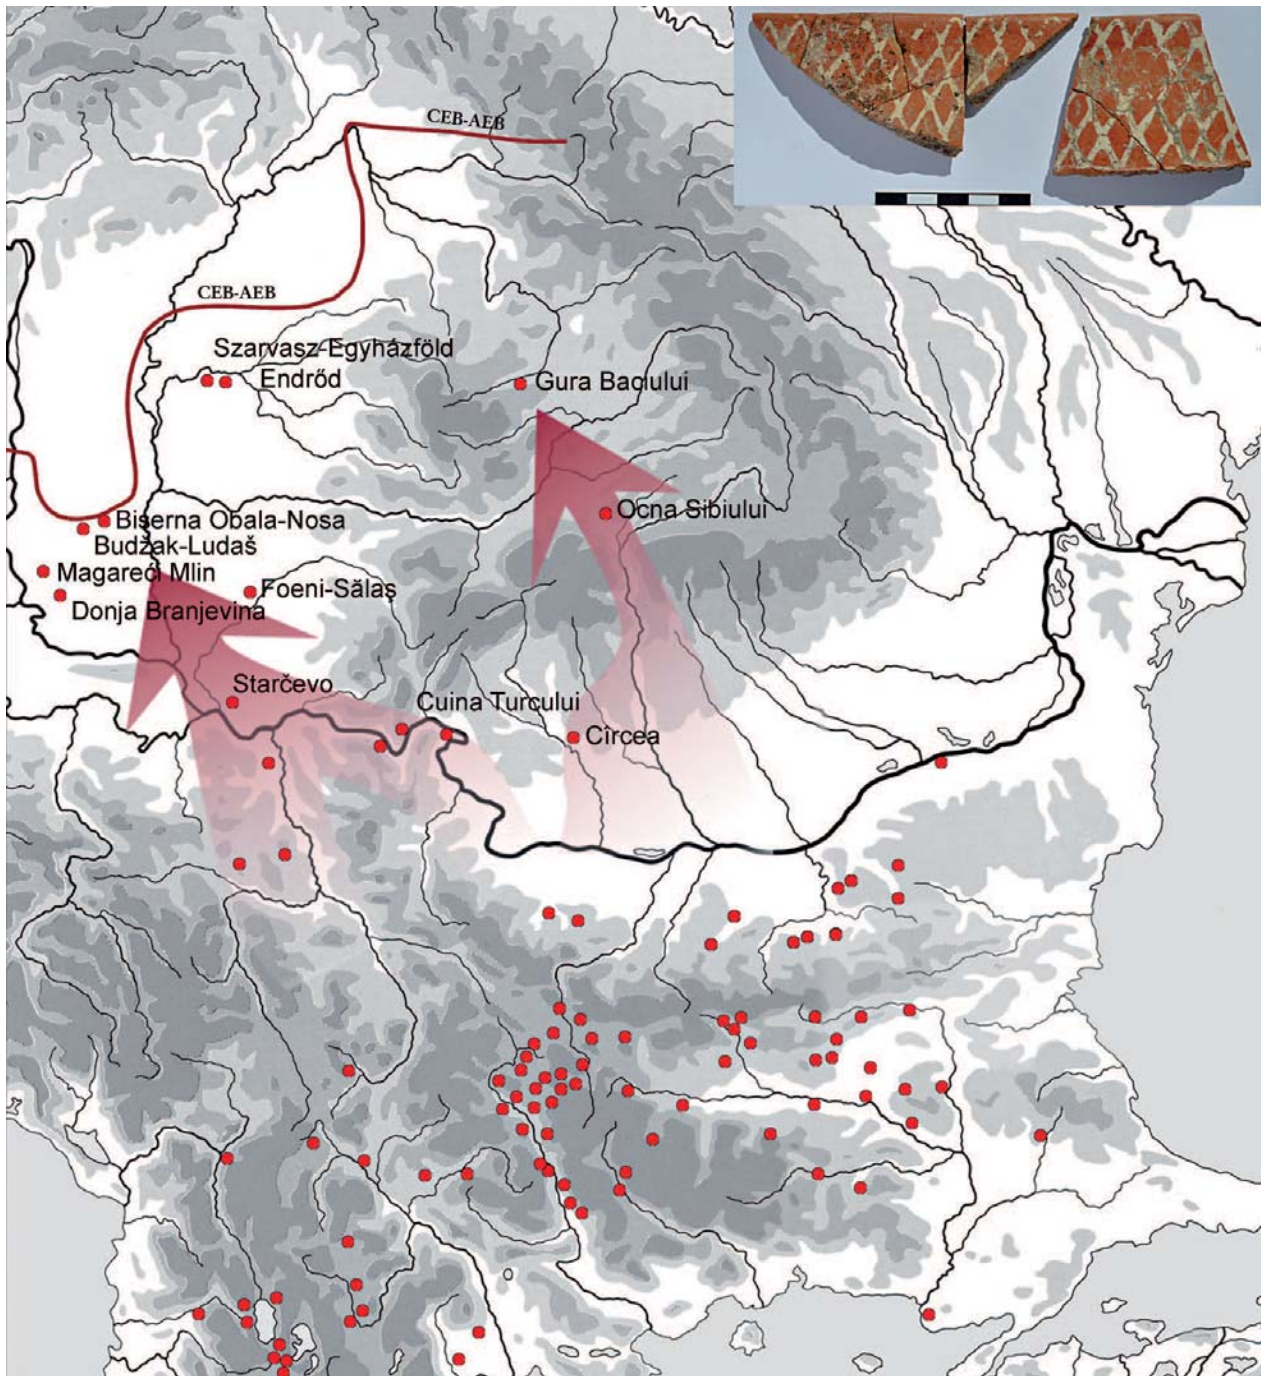 CEB-AEB
CEB-AEB
Szarvasz-Egyházföld
Endrőd
Gura Baciului
Ocna Sibiului
Biserna Obala-Nosa
Budžak-Ludaš
Magareći Mlin
Foeni-Sălaş
Donja Branjevina
Starčevo
Cuina Turcului
Cîrcea